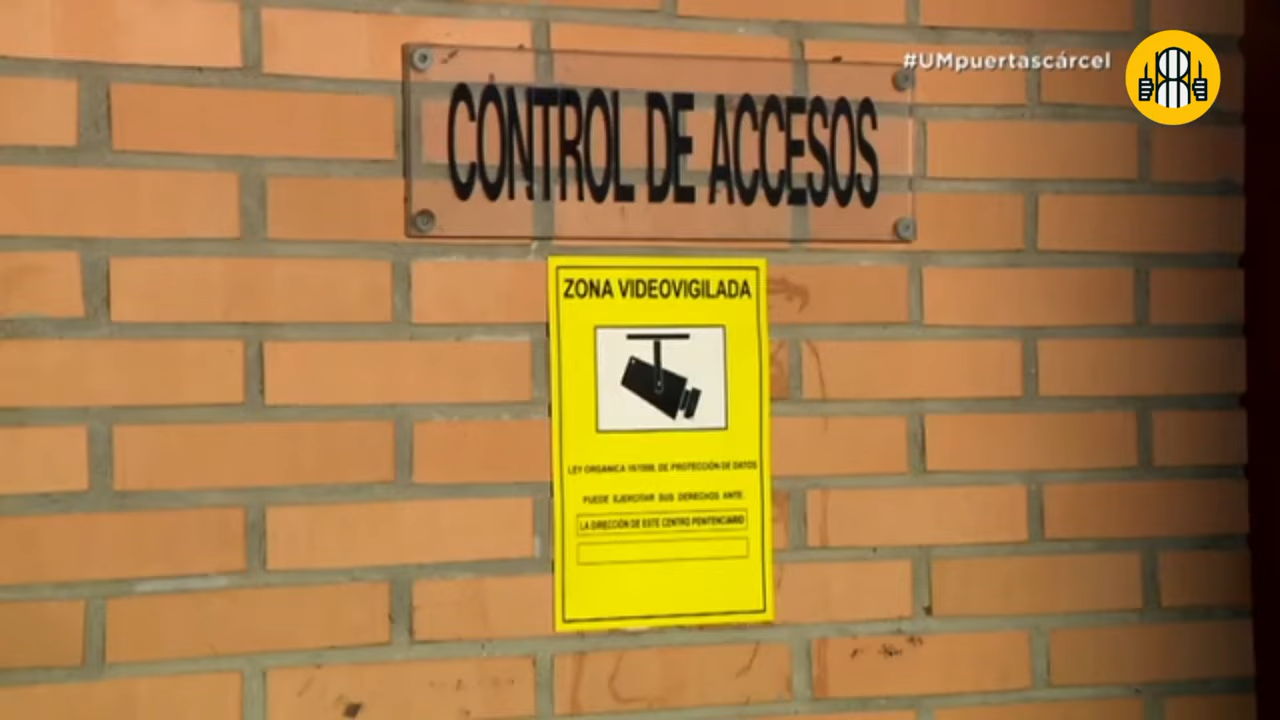 #UMpuertascárcel
CONTROL DE ACCESOS
ZONA VIDEOVIGILADA
LEY ORGANICA 15/1999, DE PROTECCIÓN DE DATOS
PUEDE EJERCITAR SUS DERECHOS ANTE:
LA DIRECCIÓN DE ESTE CENTRO PENITENCIARIO